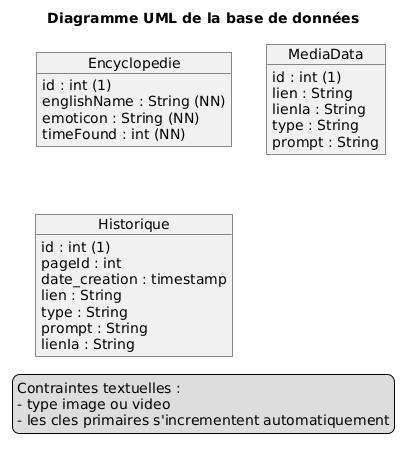 Diagramme UML de la base de données
Encyclopedie
id : int (1)
englishName : String (NN)
emoticon : String (NN)
timeFound : int (NN)
MediaData
id : int (1)
lien : String
lienIa : String
type : String
prompt : String
Historique
id : int (1)
pageId : int
date_creation : timestamp
lien : String
type : String
prompt : String
lienIa : String
Contraintes textuelles :
- type image ou video
- les cles primaires s'incrementent automatiquement